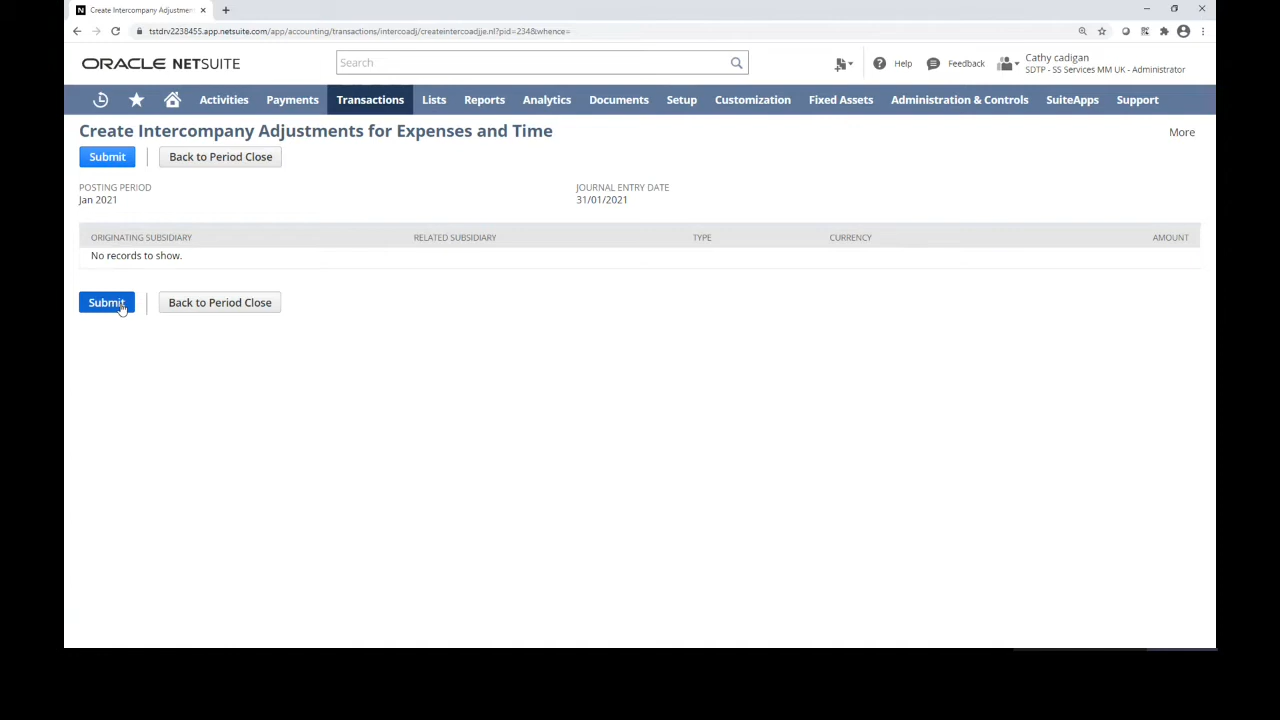 Create Intercompany Adjustmen
tstdrv2238455.app.netsuite.com/app/accounting/transactions/intercoadj/createintercoadjje.nl?pid=234&whence=
ORACLE NETSUITE
Search
Help
Feedback
Cathy cadigan
SDTP - SS Services MM UK - Administrator
Activities Payments Transactions Lists Reports Analytics Documents Setup Customization Fixed Assets Administration & Controls SuiteApps Support
Create Intercompany Adjustments for Expenses and Time
More
Submit Back to Period Close
POSTING PERIOD JOURNAL ENTRY DATE
Jan 2021 31/01/2021
ORIGINATING SUBSIDIARY RELATED SUBSIDIARY TYPE CURRENCY AMOUNT
No records to show.
Submit Back to Period Close